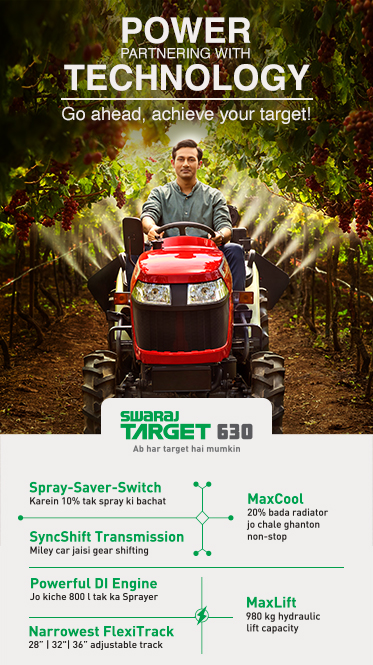 POWER
PARTNERING WITH
TECHNOLOGY
Go ahead, achieve your target!
SWARAJ
TARGET 630
Ab har target hai mumkin
Spray-Saver-Switch
Karein 10% tak spray ki bachat
SyncShift Transmission
Miley car jaisi gear shifting
MaxCool
20% bada radiator
jo chale ghanton
non-stop
Powerful DI Engine
Jo kiche 800 l tak ka Sprayer
Narrowest FlexiTrack
28" | 32"| 36" adjustable track
MaxLift
980 kg hydraulic
lift capacity